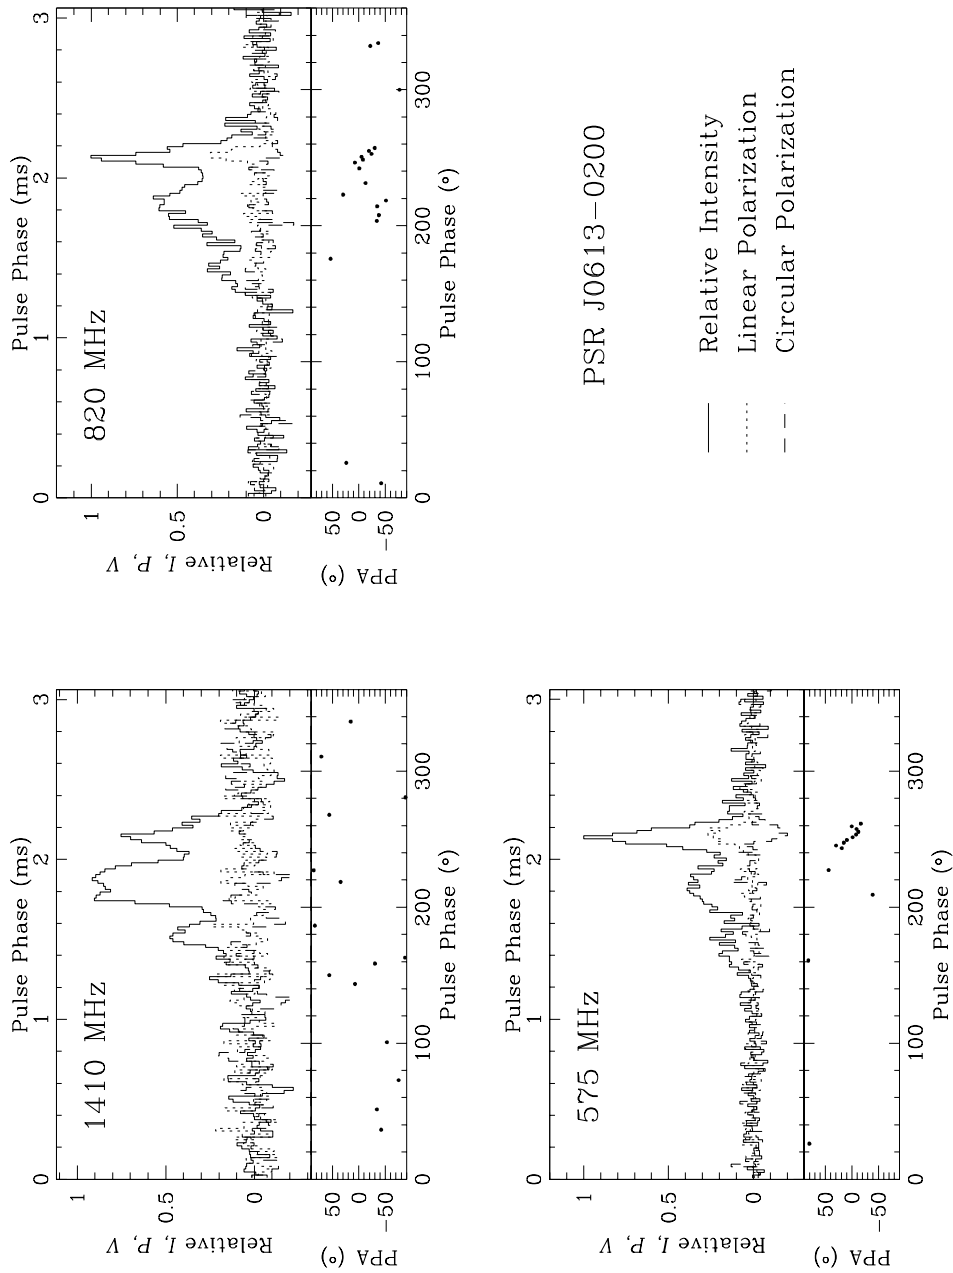 Pulse Phase (ms)
0 1 2 3
1410 MHz
Relative I, P, V
1
0.5
0
PPA (°)
50
0
−50
0 100 200 300
Pulse Phase (°)
Pulse Phase (ms)
0 1 2 3
820 MHz
Relative I, P, V
1
0.5
0
PPA (°)
50
0
−50
0 100 200 300
Pulse Phase (°)
Pulse Phase (ms)
0 1 2 3
575 MHz
Relative I, P, V
1
0.5
0
PPA (°)
50
0
−50
0 100 200 300
Pulse Phase (°)
PSR J0613−0200
Relative Intensity
Linear Polarization
Circular Polarization